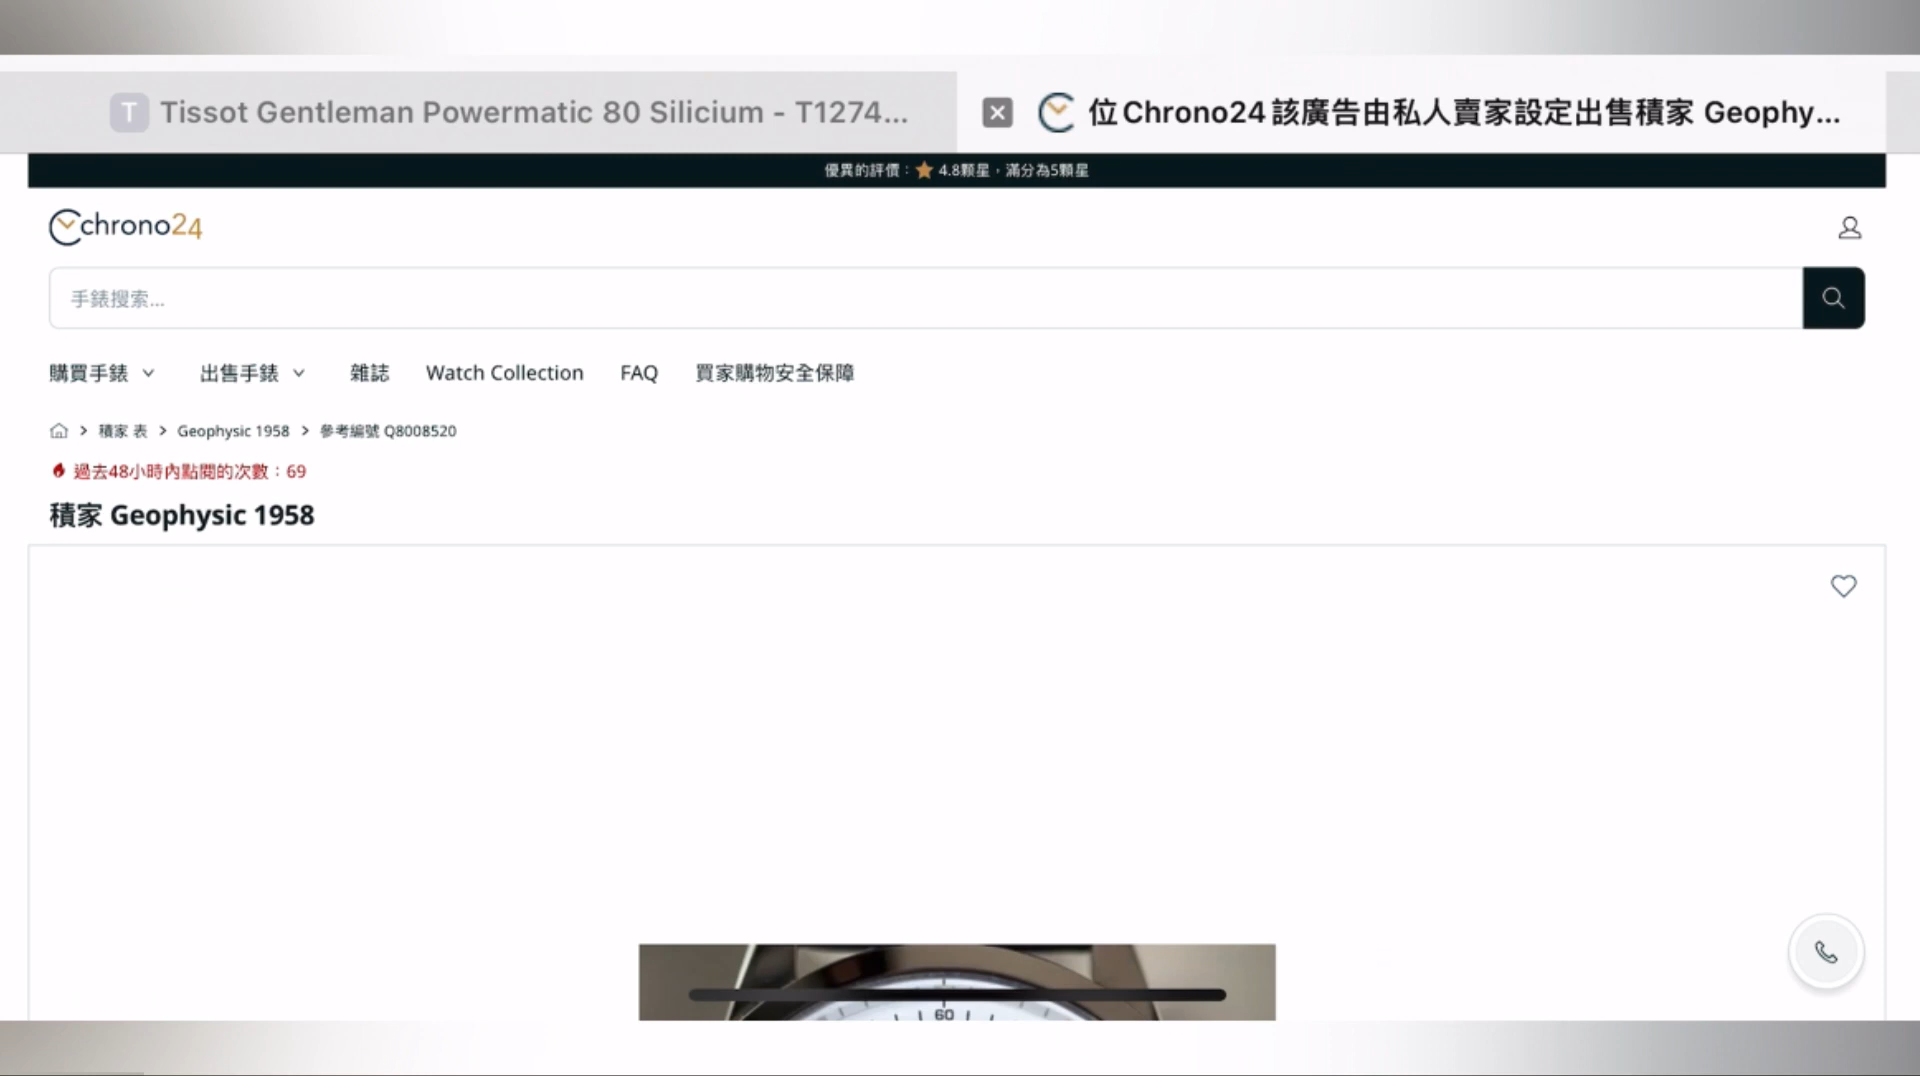 T Tissot Gentleman Powermatic 80 Silicium - T1274...
位Chrono24該廣告由私人賣家設定出售積家 Geophy...
優異的評價：4.8顆星，滿分為5顆星
chrono24
手錶搜索...
購買手錶 出售手錶 雜誌 Watch Collection FAQ 買家購物安全保障
積家 表 > Geophysic 1958 > 參考編號 Q8008520
過去48小時內點閱的次數：69
積家 Geophysic 1958
60